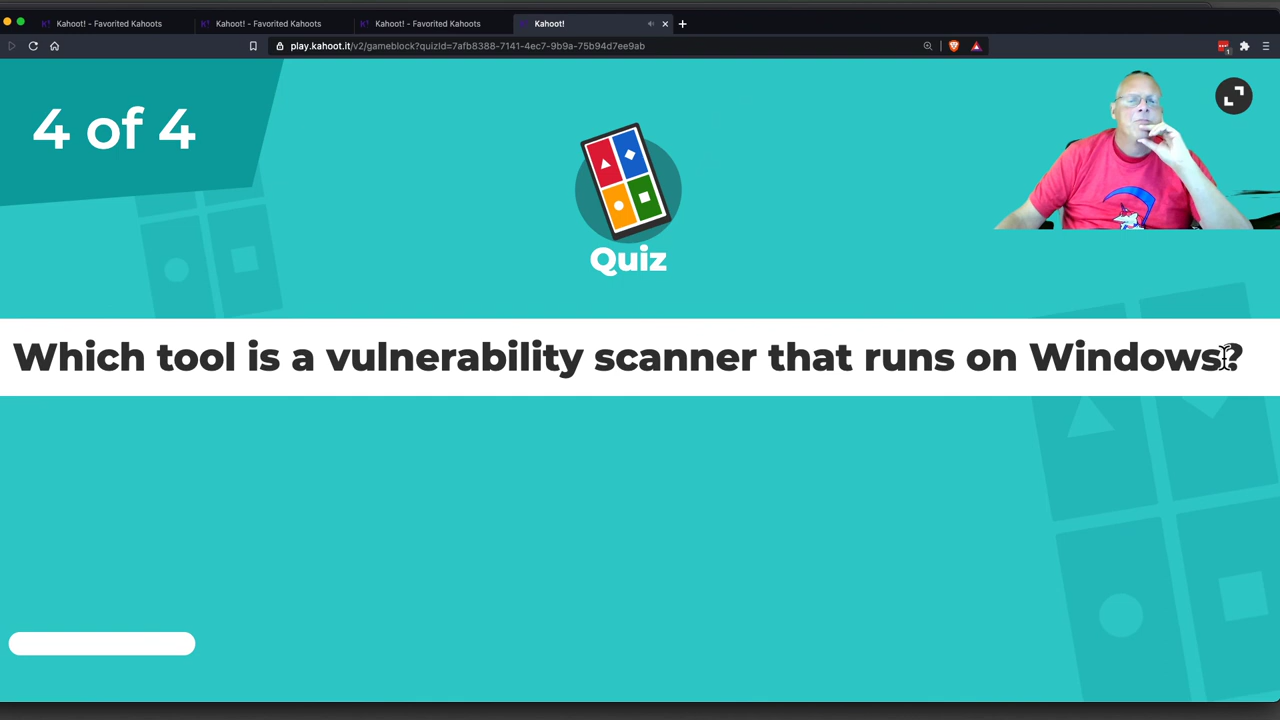 Kahoot! - Favorited Kahoots
Kahoot! - Favorited Kahoots
Kahoot! - Favorited Kahoots
Kahoot!
play.kahoot.it/v2/gameblock?quizId=7afb8388-7141-4ec7-9b9a-75b94d7ee9ab
4 of 4
Quiz
Which tool is a vulnerability scanner that runs on Windows?